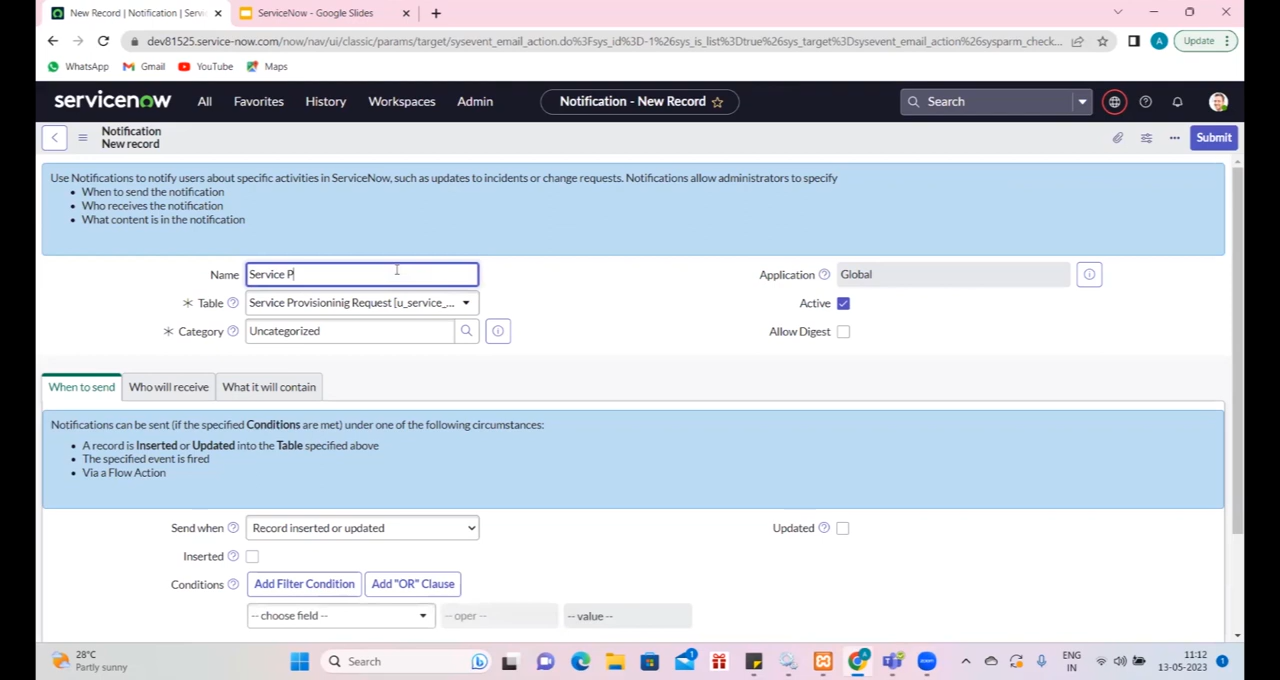 New Record | Notification | Servi
ServiceNow - Google Slides
dev81525.service-now.com/now/nav/ui/classic/params/target/sysevent_email_action.do%3Fsys_id%3D-1%26sys_is_list%3Dtrue%26sys_target%3Dsysevent_email_action%26sysparm_check...
A
Update
WhatsApp
Gmail
YouTube
Maps
servicenow
All
Favorites
History
Workspaces
Admin
Notification - New Record
Search
Notification
New record
Submit
Use Notifications to notify users about specific activities in ServiceNow, such as updates to incidents or change requests. Notifications allow administrators to specify
• When to send the notification
• Who receives the notification
• What content is in the notification
Name
Service P
Application
Global
Table
Service Provisioninig Request [u_service_...
Active
Category
Uncategorized
Allow Digest
When to send
Who will receive
What it will contain
Notifications can be sent (if the specified Conditions are met) under one of the following circumstances:
• A record is Inserted or Updated into the Table specified above
• The specified event is fired
• Via a Flow Action
Send when
Record inserted or updated
Updated
Inserted
Conditions
Add Filter Condition
Add "OR" Clause
-- choose field --
-- oper --
-- value --
28°C
Partly sunny
Search
ENG
IN
11:12
13-05-2023
1